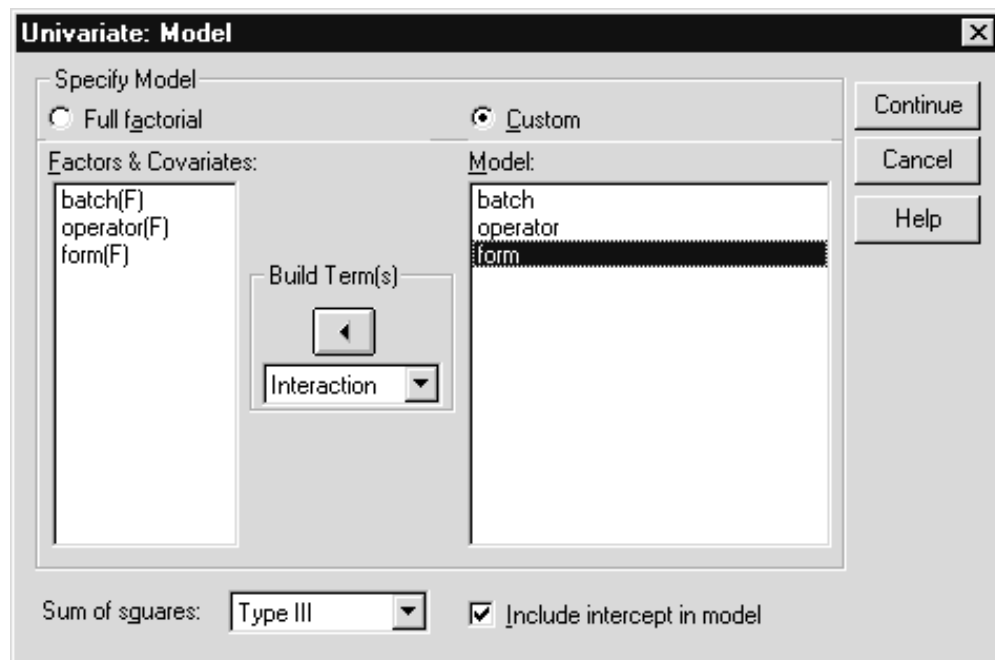 Univariate: Model
Specify Model
Full factorial
Custom
Continue
Cancel
Help
Factors & Covariates:
batch(F)
operator(F)
form(F)
Build Term(s)
Interaction
Model:
batch
operator
form
Sum of squares:
Type III
Include intercept in model